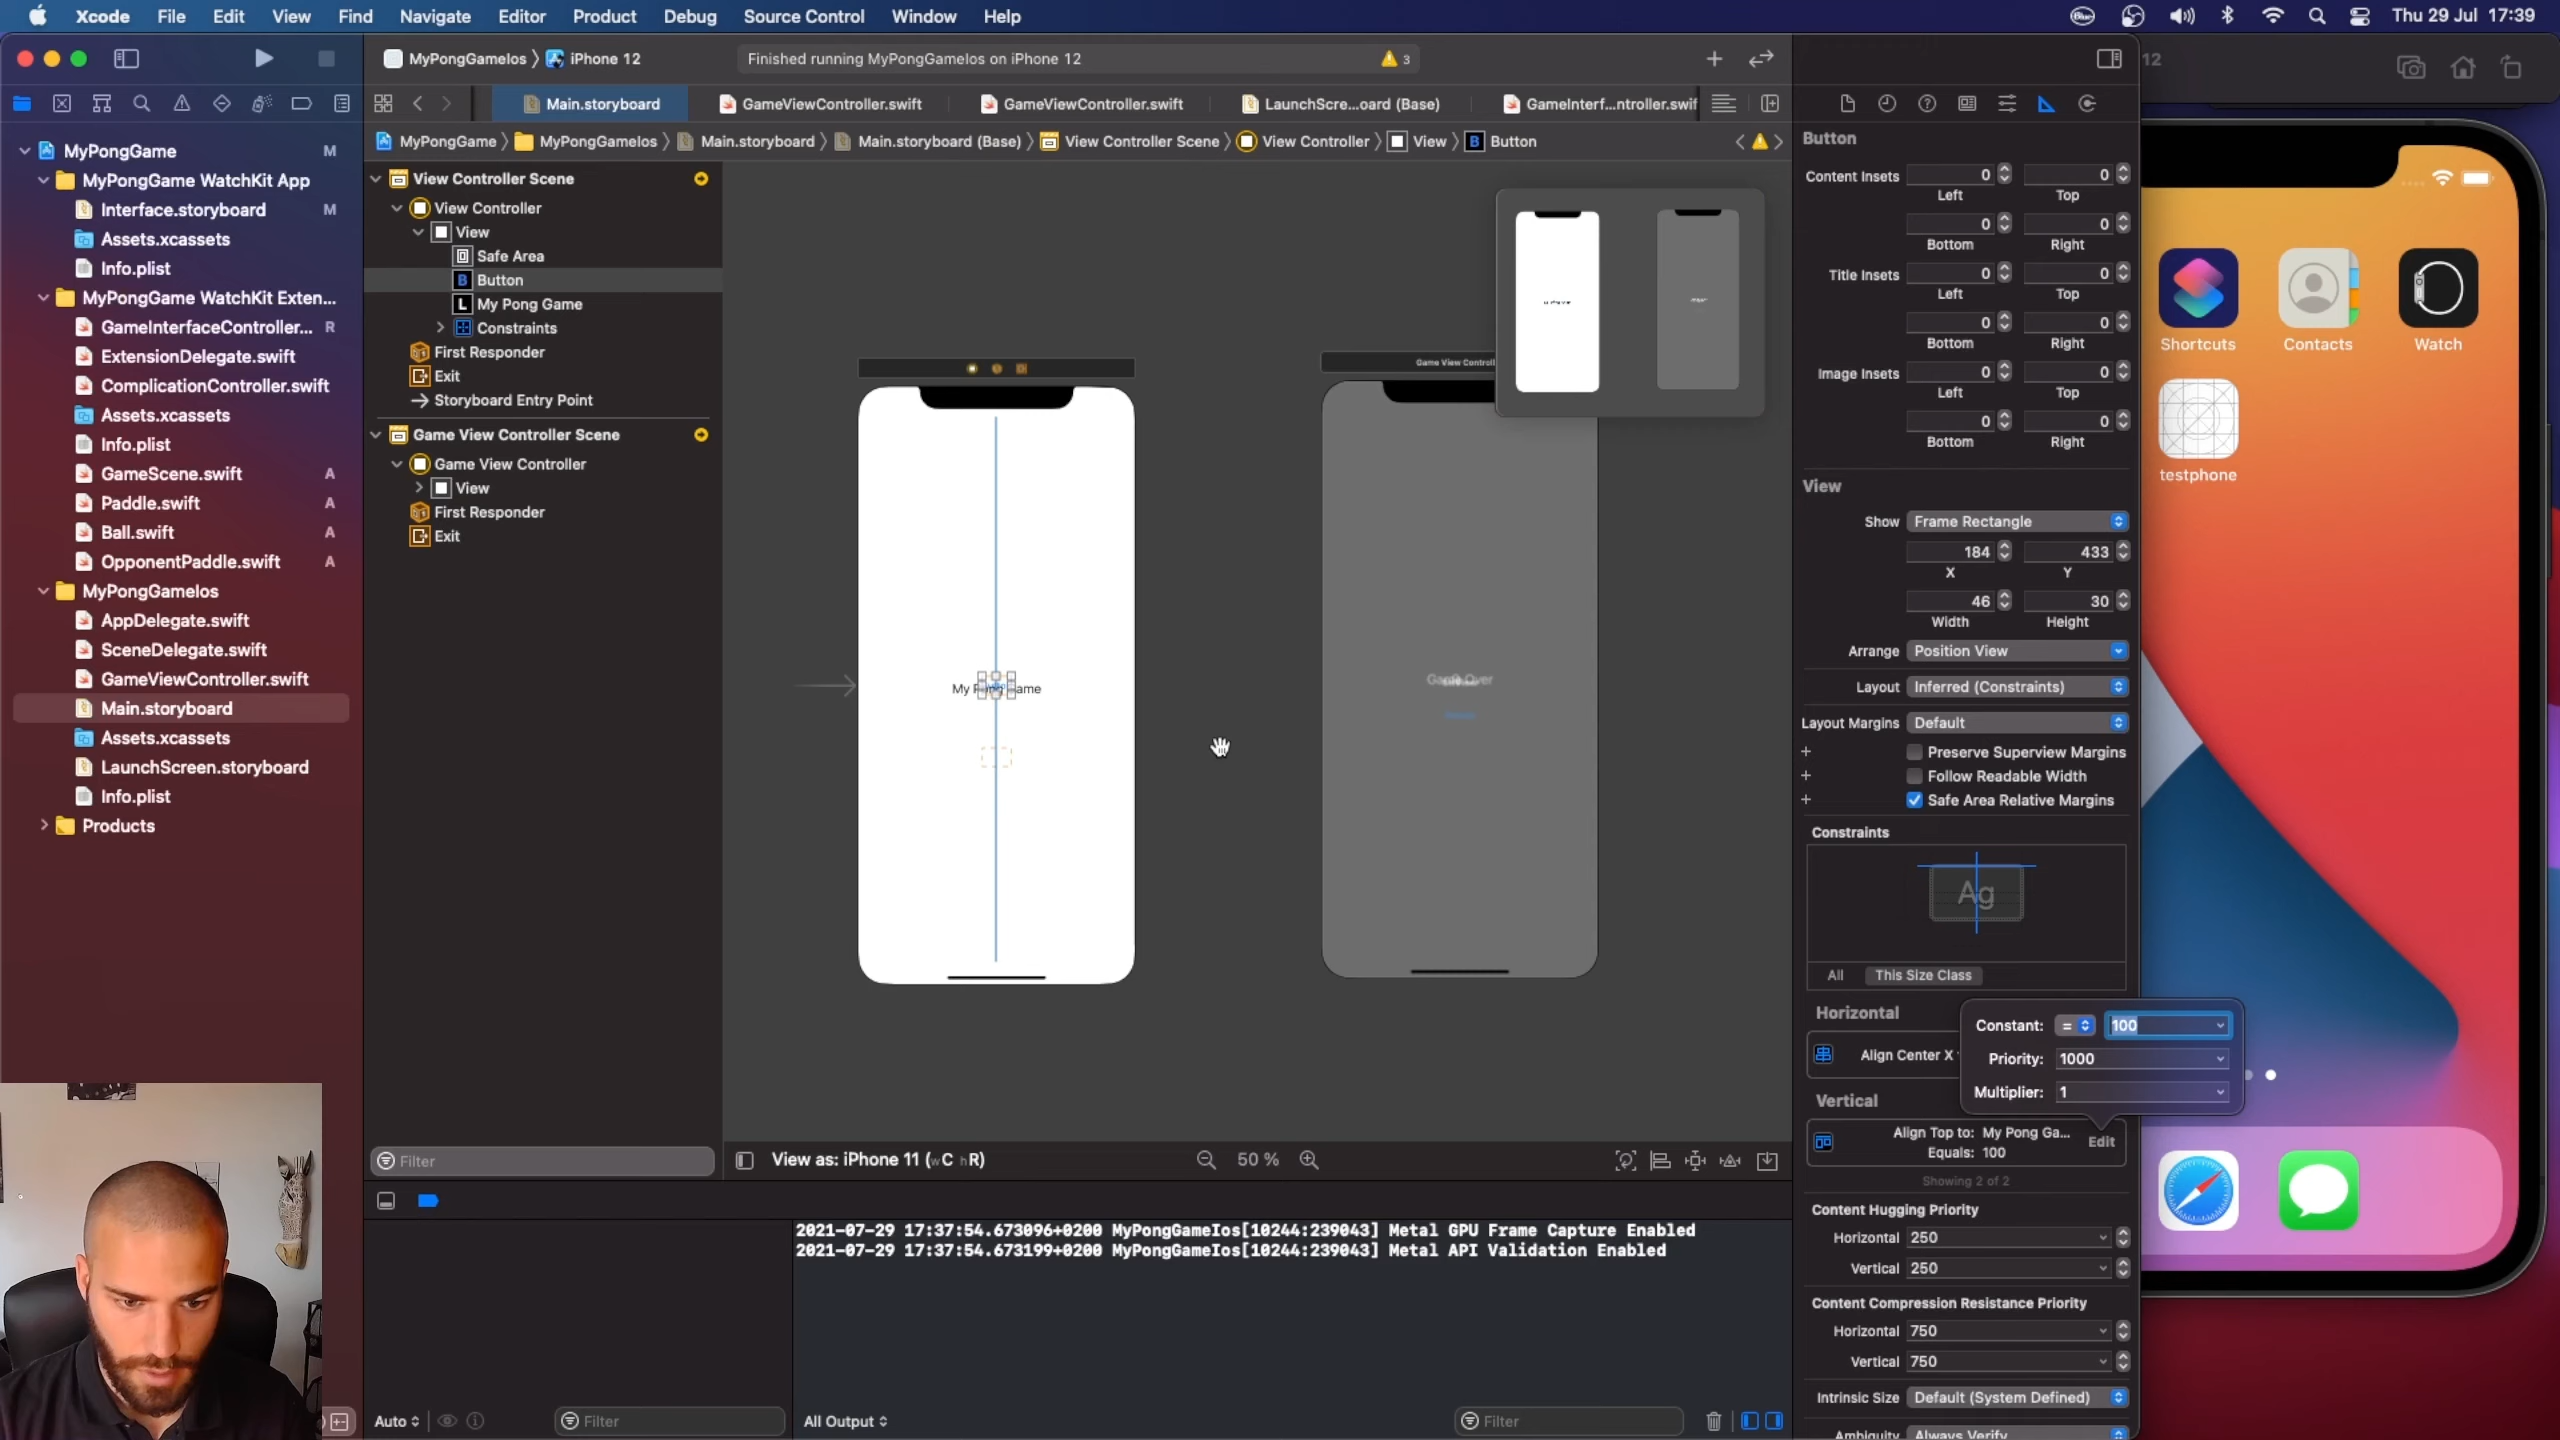 Xcode File Edit View Find Navigate Editor Product Debug Source Control Window Help Thu 29 Jul 17:39
MyPongGameIos iPhone 12 Finished running MyPongGameIos on iPhone 12 3 12
Main.storyboard GameViewController.swift GameViewController.swift LaunchScre...oard (Base) GameInterf...ntroller.swif
MyPongGame MyPongGameIos Main.storyboard Main.storyboard (Base) View Controller Scene View Controller View B Button
MyPongGame M
MyPongGame WatchKit App
Interface.storyboard M
Assets.xcassets
Info.plist
MyPongGame WatchKit Exten...
GameInterfaceController... R
ExtensionDelegate.swift
ComplicationController.swift
Assets.xcassets
Info.plist
GameScene.swift A
Paddle.swift A
Ball.swift A
OpponentPaddle.swift A
MyPongGameIos
AppDelegate.swift
SceneDelegate.swift
GameViewController.swift
Main.storyboard
Assets.xcassets
LaunchScreen.storyboard
Info.plist
Products
View Controller Scene
View Controller
View
Safe Area
B Button
L My Pong Game
Constraints
First Responder
Exit
Storyboard Entry Point
Game View Controller Scene
Game View Controller
View
First Responder
Exit
Filter
Game View Controll
My Pong Game
Game Over
View as: iPhone 11 (wC hR) 50 %
2021-07-29 17:37:54.673096+0200 MyPongGameIos[10244:239043] Metal GPU Frame Capture Enabled
2021-07-29 17:37:54.673199+0200 MyPongGameIos[10244:239043] Metal API Validation Enabled
Auto Filter All Output Filter
Button
Content Insets 0 0
Left Top
0 0
Bottom Right
Title Insets 0 0
Left Top
0 0
Bottom Right
Image Insets 0 0
Left Top
0 0
Bottom Right
View
Show Frame Rectangle
184 433
X Y
46 30
Width Height
Arrange Position View
Layout Inferred (Constraints)
Layout Margins Default
Preserve Superview Margins
Follow Readable Width
Safe Area Relative Margins
Constraints
Ag
All This Size Class
Horizontal
Align Center X
Constant: = 100
Priority: 1000
Multiplier: 1
Vertical
Align Top to: My Pong Ga...
Equals: 100
Edit
Showing 2 of 2
Content Hugging Priority
Horizontal 250
Vertical 250
Content Compression Resistance Priority
Horizontal 750
Vertical 750
Intrinsic Size Default (System Defined)
Ambiguity Always Verify
Shortcuts Contacts Watch
testphone